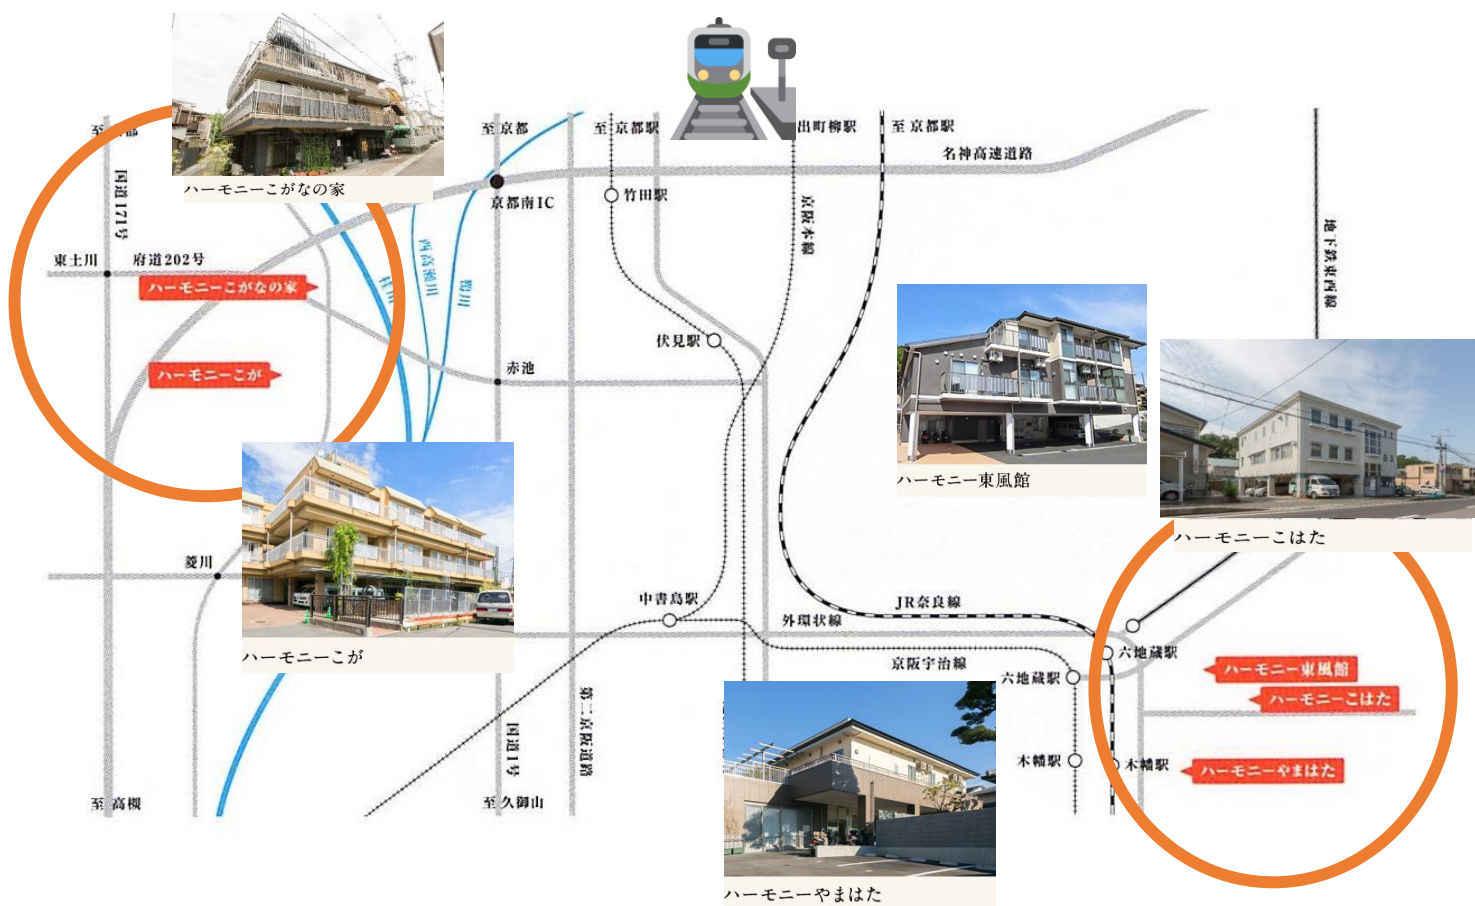 至 京都
至 京都
至 京都駅
出町柳駅
至 京都駅
名神高速道路
国道171号
ハーモニーこがなの家
京都南IC
竹田駅
京阪本線
地下鉄東西線
東土川
府道202号
西高瀬川
鴨川
桂川
ハーモニーこがなの家
伏見駅
赤池
ハーモニーこが
ハーモニー東風館
ハーモニーこはた
菱川
中書島駅
JR奈良線
外環状線
ハーモニーこが
京阪宇治線
六地蔵駅
六地蔵駅
ハーモニー東風館
ハーモニーこはた
第二京阪道路
国道1号
木幡駅
木幡駅
ハーモニーやまはた
至 高槻
至 久御山
ハーモニーやまはた